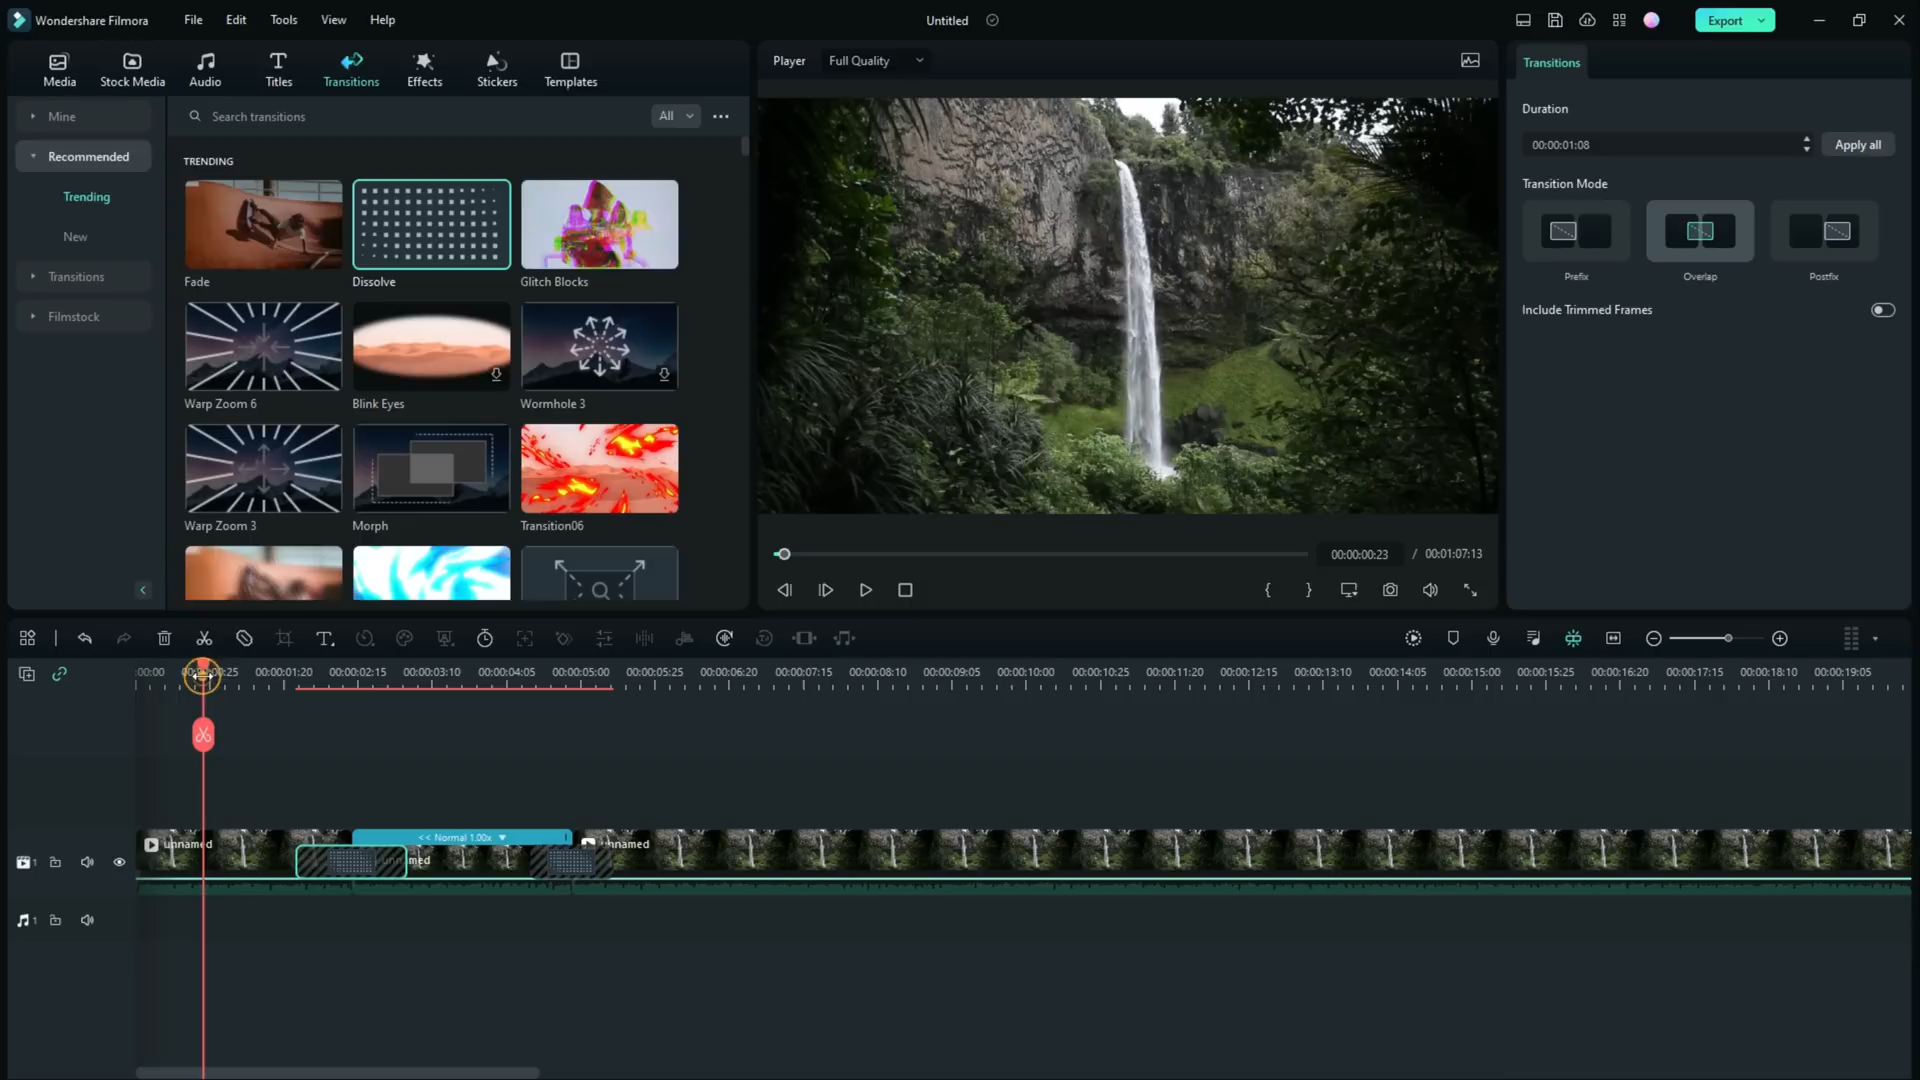 Wondershare Filmora File Edit Tools View Help Untitled Export
Media Stock Media Audio Titles Transitions Effects Stickers Templates
Player Full Quality
Transitions
Mine
Recommended
Trending
New
Transitions
Filmstock
Search transitions All
TRENDING
Fade Dissolve Glitch Blocks
Warp Zoom 6 Blink Eyes Wormhole 3
Warp Zoom 3 Morph Transition06
00:00:00:23 / 00:01:07:13
Duration
00:00:01:08 Apply all
Transition Mode
Prefix Overlap Postfix
Include Trimmed Frames
:00:00 :25 00:00:01:20 00:00:02:15 00:00:03:10 00:00:04:05 00:00:05:00 00:00:05:25 00:00:06:20 00:00:07:15 00:00:08:10 00:00:09:05 00:00:10:00 00:00:10:25 00:00:11:20 00:00:12:15 00:00:13:10 00:00:14:05 00:00:15:00 00:00:15:25 00:00:16:20 00:00:17:15 00:00:18:10 00:00:19:05
<< Normal 1.00x
unnamed unnamed unnamed
1
1